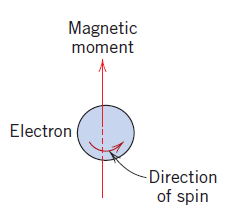 Magnetic
moment
Electron
Direction
of spin